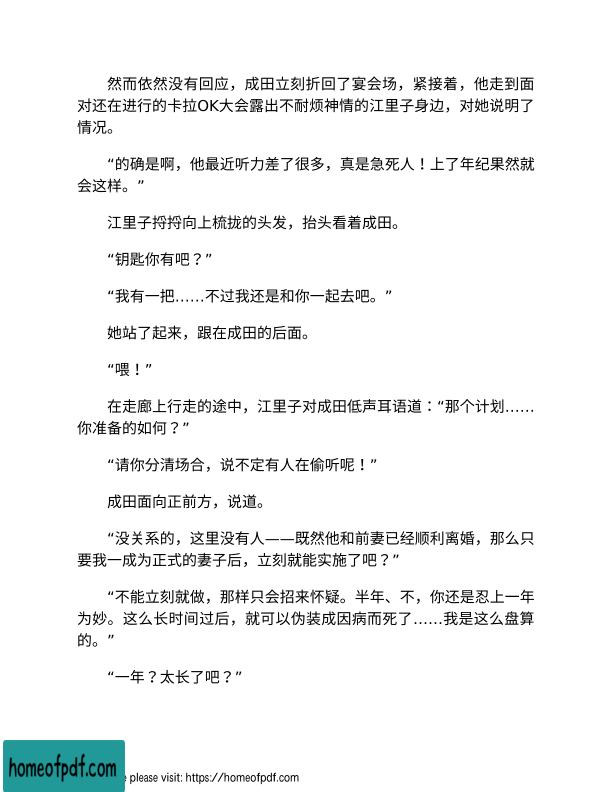 然而依然没有回应，成田立刻折回了宴会场，紧接着，他走到面
对还在进行的卡拉OK大会露出不耐烦神情的江里子身边，对她说明了
情况。
“的确是啊，他最近听力差了很多，真是急死人！上了年纪果然就
会这样。”
江里子捋捋向上梳拢的头发，抬头看着成田。
“钥匙你有吧？”
“我有一把……不过我还是和你一起去吧。”
她站了起来，跟在成田的后面。
“喂！”
在走廊上行走的途中，江里子对成田低声耳语道：“那个计划……
你准备的如何？”
“请你分清场合，说不定有人在偷听呢！”
成田面向正前方，说道。
“没关系的，这里没有人——既然他和前妻已经顺利离婚，那么只
要我一成为正式的妻子后，立刻就能实施了吧？”
“不能立刻就做，那样只会招来怀疑。半年、不，你还是忍上一年
为妙。这么长时间过后，就可以伪装成因病而死了……我是这么盘算
的。”
“一年？太长了吧？”
homeofpdf.com
please visit: https://homeofpdf.com